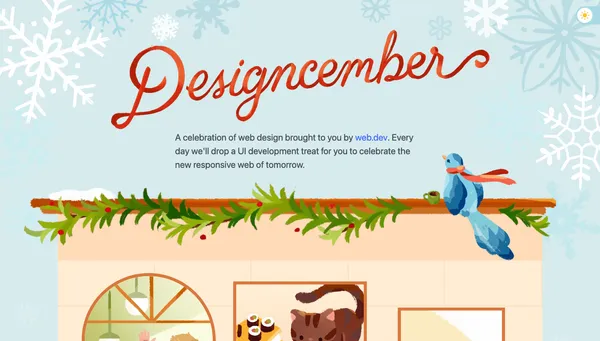 Designcember
A celebration of web design brought to you by web.dev. Every
day we'll drop a UI development treat for you to celebrate the
new responsive web of tomorrow.